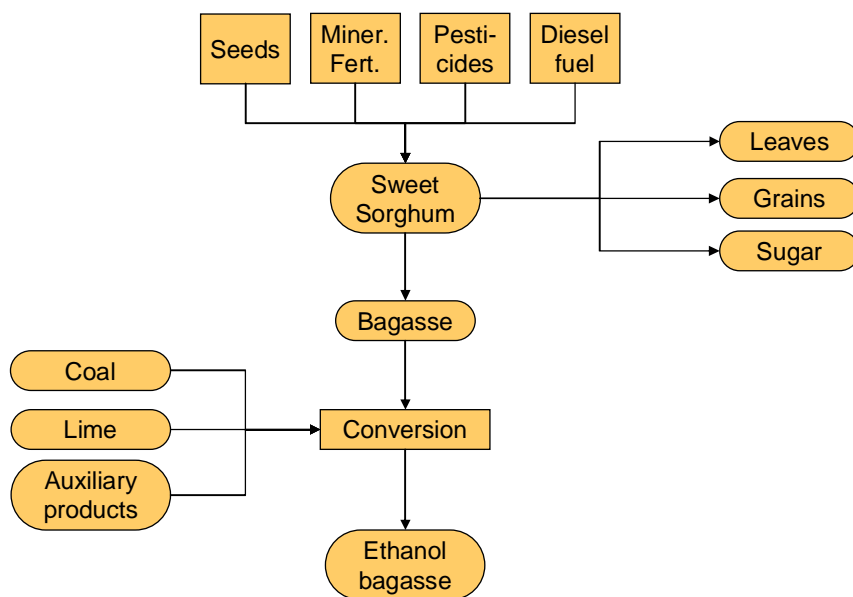 Seeds
Miner.
Fert.
Pesti-
cides
Diesel
fuel
Sweet
Sorghum
Leaves
Grains
Sugar
Bagasse
Coal
Lime
Auxiliary
products
Conversion
Ethanol
bagasse